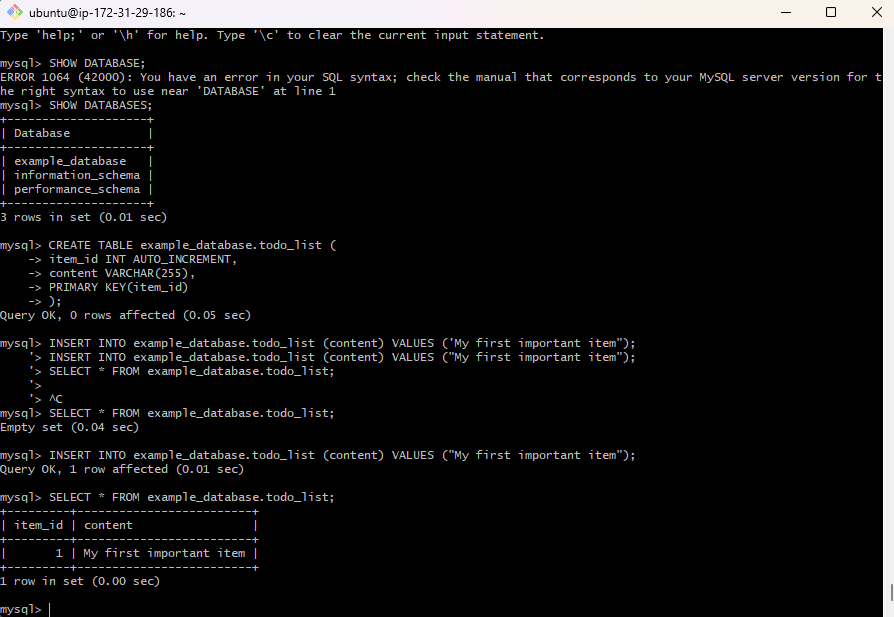 ubuntu@ip-172-31-29-186: ~
Type 'help;' or '\h' for help. Type '\c' to clear the current input statement.
mysql> SHOW DATABASE;
ERROR 1064 (42000): You have an error in your SQL syntax; check the manual that corresponds to your MySQL server version for t
he right syntax to use near 'DATABASE' at line 1
mysql> SHOW DATABASES;
+--------------------+
| Database           |
+--------------------+
| example_database   |
| information_schema |
| performance_schema |
+--------------------+
3 rows in set (0.01 sec)
mysql> CREATE TABLE example_database.todo_list (
    -> item_id INT AUTO_INCREMENT,
    -> content VARCHAR(255),
    -> PRIMARY KEY(item_id)
    -> );
Query OK, 0 rows affected (0.05 sec)
mysql> INSERT INTO example_database.todo_list (content) VALUES ('My first important item");
    '> INSERT INTO example_database.todo_list (content) VALUES ("My first important item");
    '> SELECT * FROM example_database.todo_list;
    '>
    '> ^C
mysql> SELECT * FROM example_database.todo_list;
Empty set (0.04 sec)
mysql> INSERT INTO example_database.todo_list (content) VALUES ("My first important item");
Query OK, 1 row affected (0.01 sec)
mysql> SELECT * FROM example_database.todo_list;
+---------+-------------------------+
| item_id | content                 |
+---------+-------------------------+
|       1 | My first important item |
+---------+-------------------------+
1 row in set (0.00 sec)
mysql>